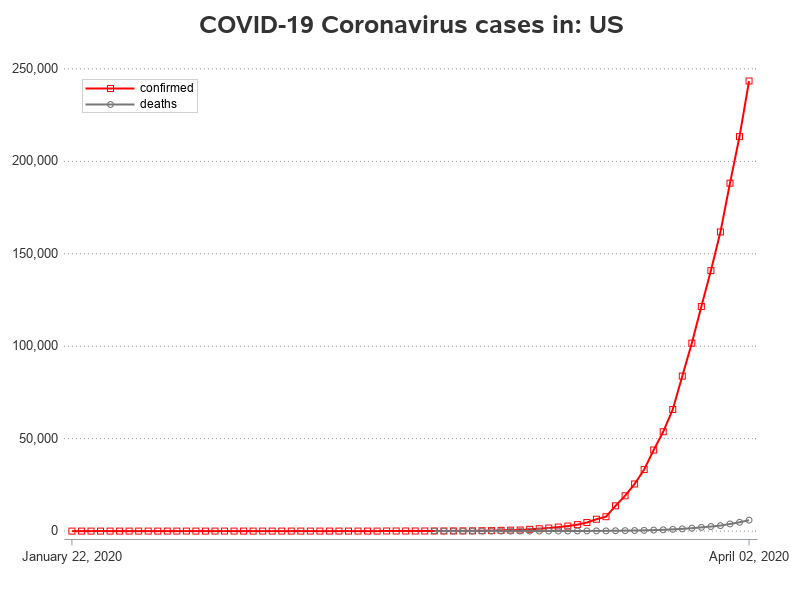 COVID-19 Coronavirus cases in: US
250,000
confirmed
deaths
200,000
150,000
100,000
50,000
0
January 22, 2020
April 02, 2020